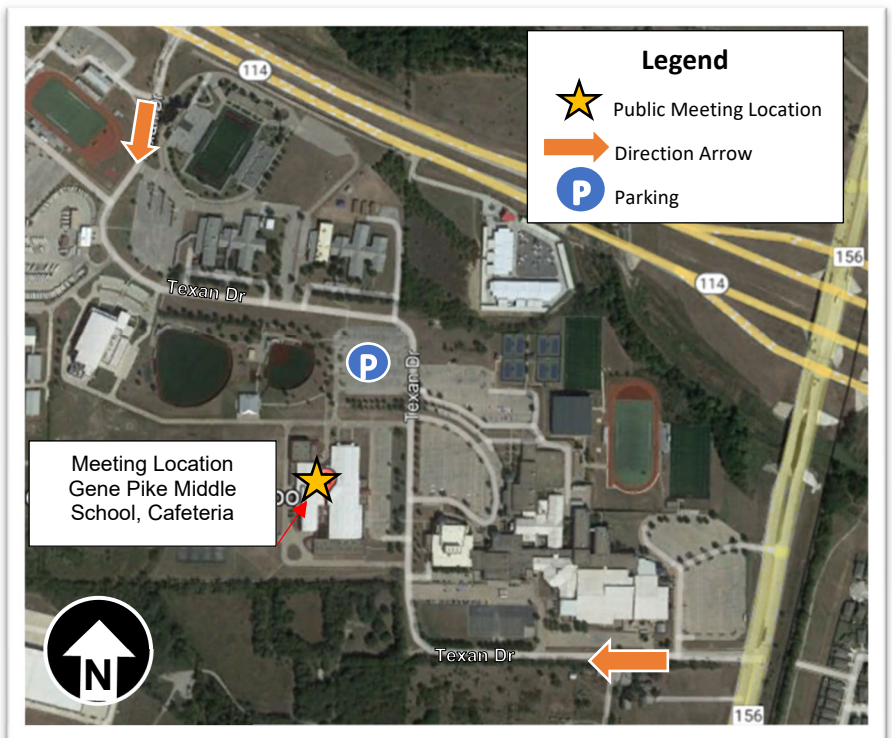 114
Legend
Public Meeting Location
Direction Arrow
P
Parking
156
114
Texan Dr
P
Texan Dr
Meeting Location
Gene Pike Middle
School, Cafeteria
N
Texan Dr
156